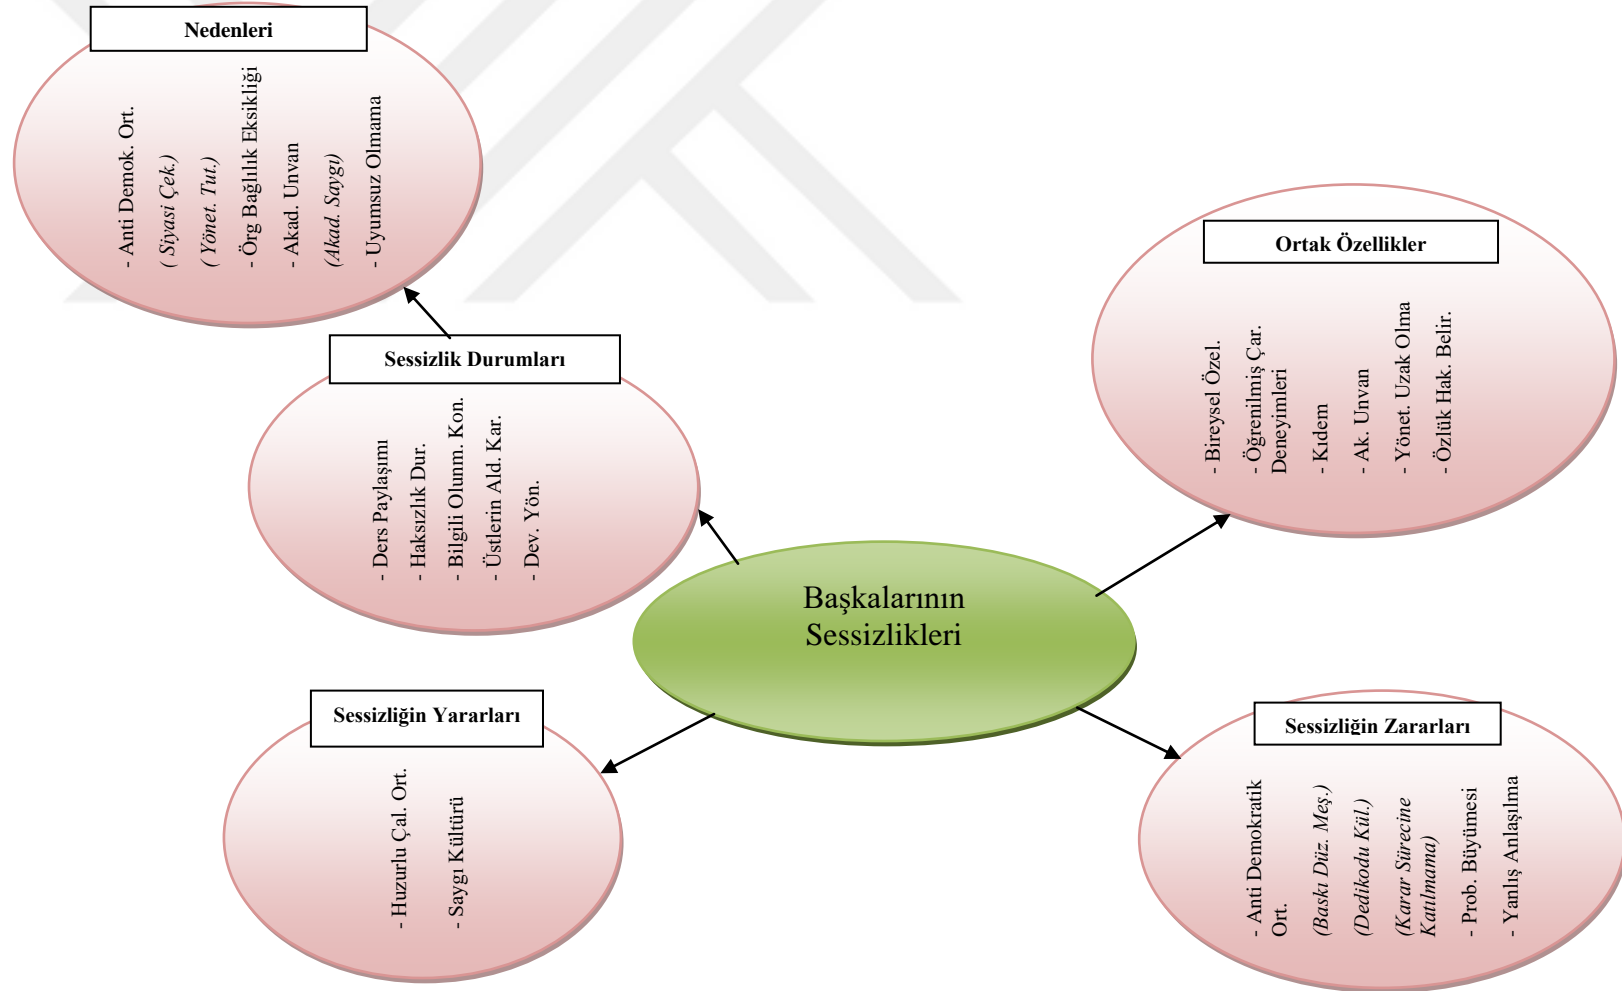 Nedenleri
- Anti Demok. Ort.
( Siyasi Çek.)
( Yönet. Tut.)
- Örg Bağlılık Eksikliği
- Akad. Unvan
(Akad. Saygı)
- Uyumsuz Olmama
Sessizlik Durumları
- Ders Paylaşımı
- Haksızlık Dur.
- Bilgili Olunm. Kon.
- Üstlerin Ald. Kar.
- Dev. Yön.
Ortak Özellikler
- Bireysel Özel.
- Öğrenilmiş Çar.
Deneyimleri
- Kıdem
- Ak. Unvan
- Yönet. Uzak Olma
- Özlük Hak. Belir.
Başkalarının
Sessizlikleri
Sessizliğin Yararları
- Huzurlu Çal. Ort.
- Saygı Kültürü
Sessizliğin Zararları
- Anti Demokratik
Ort.
(Baskı Düz. Meş.)
(Dedikodu Kül.)
(Karar Sürecine
Katılmama)
- Prob. Büyümesi
- Yanlış Anlaşılma